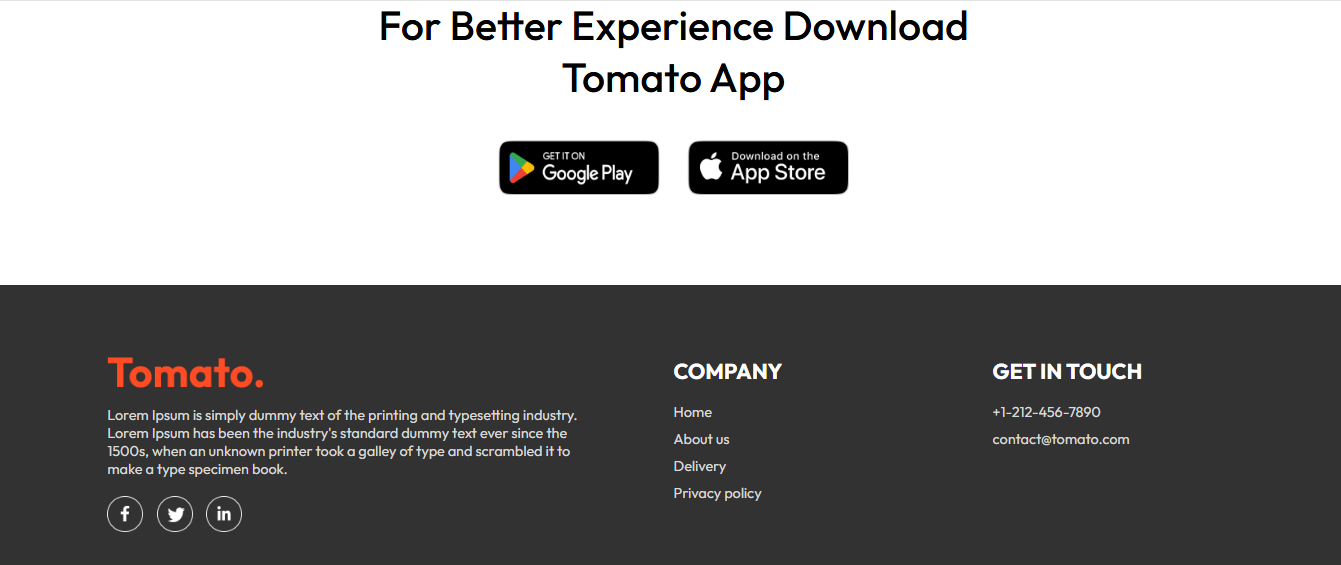 For Better Experience Download
Tomato App
GET IT ON
Google Play
Download on the
App Store
Tomato.
Lorem Ipsum is simply dummy text of the printing and typesetting industry.
Lorem Ipsum has been the industry's standard dummy text ever since the
1500s, when an unknown printer took a galley of type and scrambled it to
make a type specimen book.
COMPANY
Home
About us
Delivery
Privacy policy
GET IN TOUCH
+1-212-456-7890
contact@tomato.com